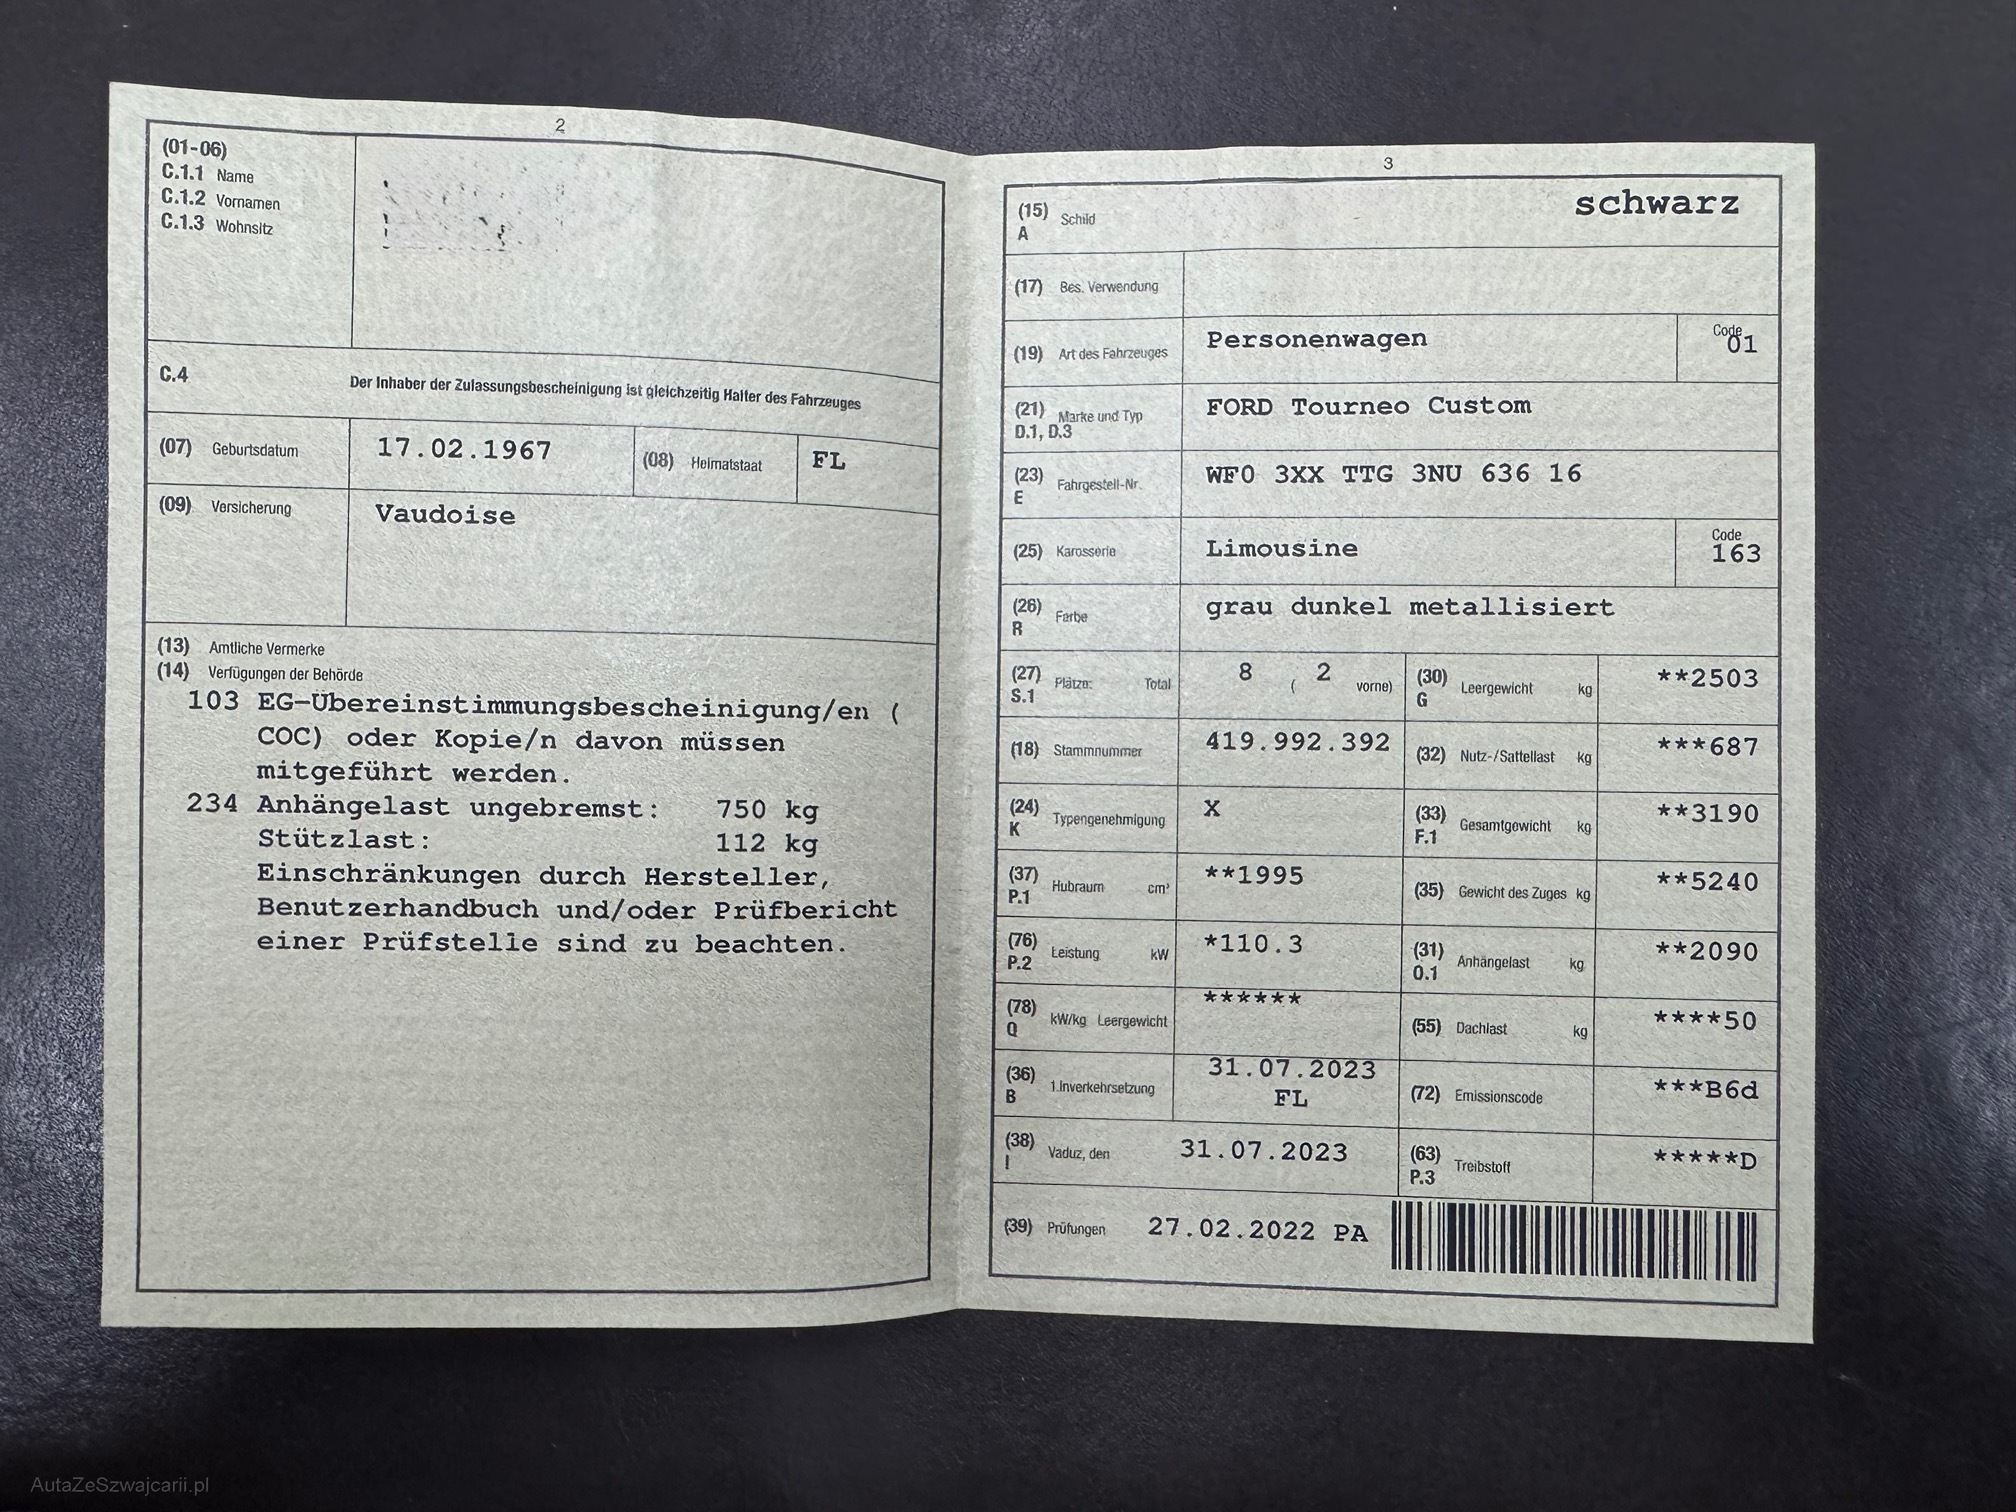 2
(01-06)
C.1.1 Name
C.1.2 Vornamen
C.1.3 Wohnsitz
C.4 Der Inhaber der Zulassungsbescheinigung ist gleichzeitig Halter des Fahrzeuges
(07) Geburtsdatum 17.02.1967 (08) Heimatstaat FL
(09) Versicherung Vaudoise
(13) Amtliche Vermerke
(14) Verfügungen der Behörde
103 EG-Übereinstimmungsbescheinigung/en (
COC) oder Kopie/n davon müssen
mitgeführt werden.
234 Anhängelast ungebremst: 750 kg
Stützlast: 112 kg
Einschränkungen durch Hersteller,
Benutzerhandbuch und/oder Prüfbericht
einer Prüfstelle sind zu beachten.
3
(15) A Schild schwarz
(17) Bes. Verwendung
(19) Art des Fahrzeuges Personenwagen Code 01
(21) D.1, D.3 Marke und Typ FORD Tourneo Custom
(23) E Fahrgestell-Nr. WF0 3XX TTG 3NU 636 16
(25) Karosserie Limousine Code 163
(26) R Farbe grau dunkel metallisiert
(27) S.1 Plätze: Total 8 ( 2 vorne) (30) G Leergewicht kg **2503
(18) Stammnummer 419.992.392 (32) Nutz-/Sattellast kg ***687
(24) K Typengenehmigung X (33) F.1 Gesamtgewicht kg **3190
(37) P.1 Hubraum cm³ **1995 (35) Gewicht des Zuges kg **5240
(76) P.2 Leistung kW *110.3 (31) O.1 Anhängelast kg **2090
(78) Q kW/kg Leergewicht ****** (55) Dachlast kg ****50
(36) B 1.Inverkehrsetzung 31.07.2023 FL (72) Emissionscode ***B6d
(38) I Vaduz, den 31.07.2023 (63) P.3 Treibstoff *****D
(39) Prüfungen 27.02.2022 PA
AutaZeSzwajcarii.pl